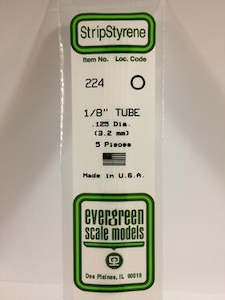 StripStyrene
Item No. Loc. Code
224
1/8" TUBE
.125 Dia.
(3.2 mm)
5 Pieces
Made in U.S.A.
evergreen
scale models
Des Plaines, IL 60018